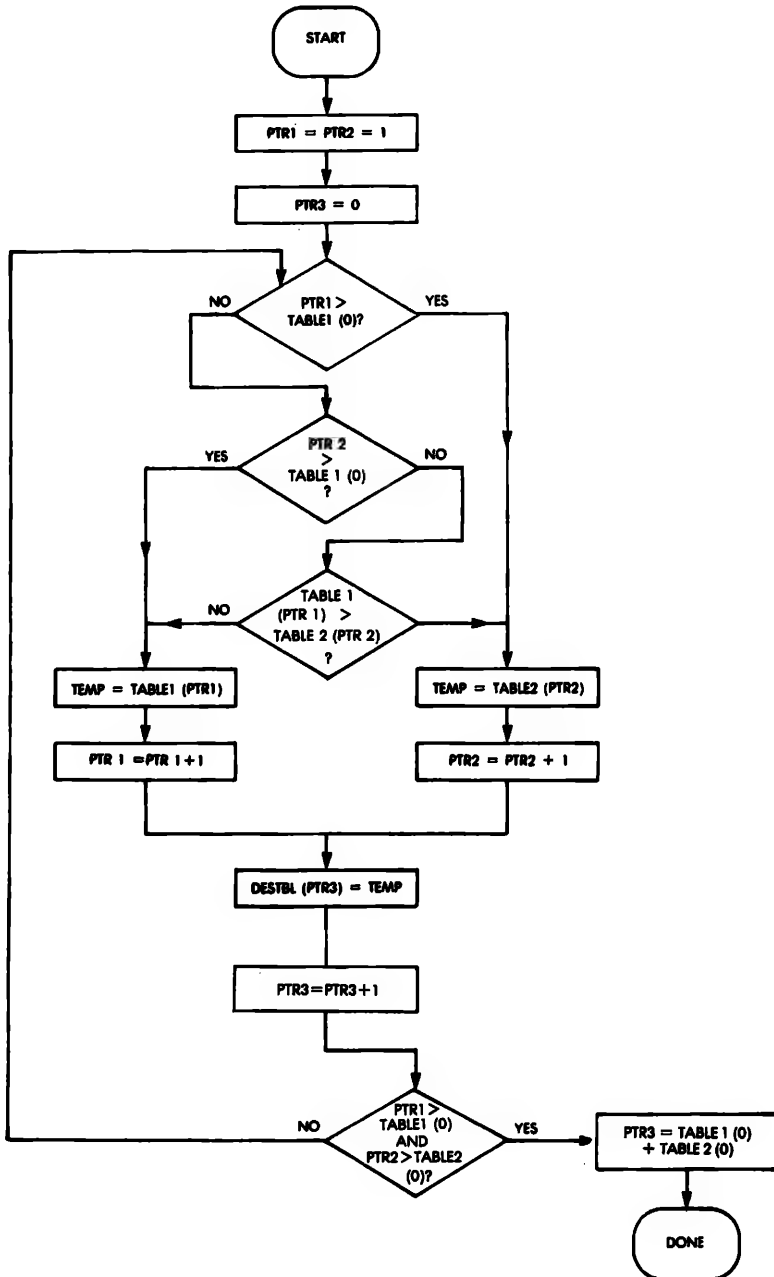 START
PTR1 = PTR2 = 1
PTR3 = 0
NO
PTR1 >
TABLE1 (0)?
YES
YES
PTR 2
>
TABLE 1 (0)
?
NO
NO
TABLE 1
(PTR 1) >
TABLE 2 (PTR 2)
?
TEMP = TABLE1 (PTR1)
TEMP = TABLE2 (PTR2)
PTR 1 =PTR 1+1
PTR2 = PTR2 + 1
DESTBL (PTR3) = TEMP
PTR3=PTR3+1
NO
PTR1 >
TABLE1 (0)
AND
PTR2 >TABLE2
(0)?
YES
PTR3 = TABLE 1 (0)
+ TABLE 2 (0)
DONE